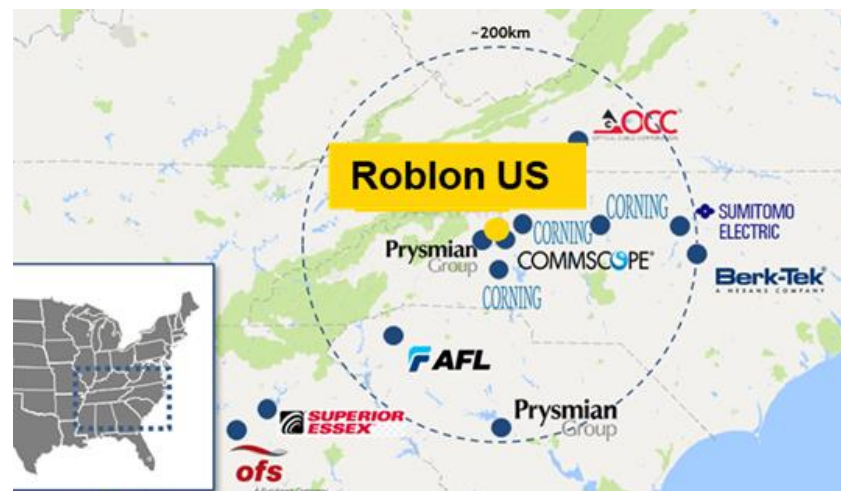 ~200km
OCC®
OPTICAL CABLE CORPORATION
Roblon US
CORNING
SUMITOMO
ELECTRIC
CORNING
Prysmian
Group
COMMSCOPE®
Berk-Tek®
A NEXANS COMPANY
CORNING
AFL
Prysmian
Group
SUPERIOR
ESSEX
ofs